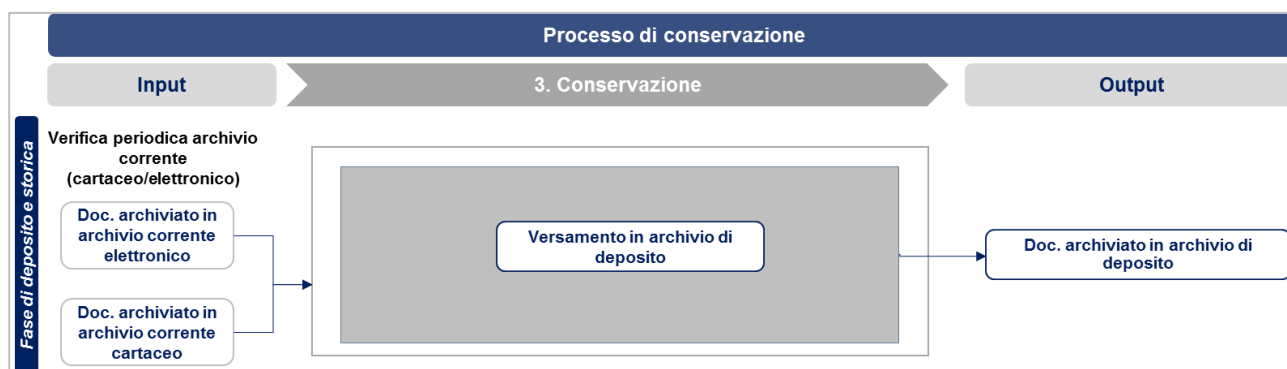 Processo di conservazione
Input
3. Conservazione
Output
Fase di deposito e storica
Verifica periodica archivio
corrente
(cartaceo/elettronico)
Doc. archiviato in
archivio corrente
elettronico
Doc. archiviato in
archivio corrente
cartaceo
Versamento in archivio di
deposito
Doc. archiviato in archivio di
deposito